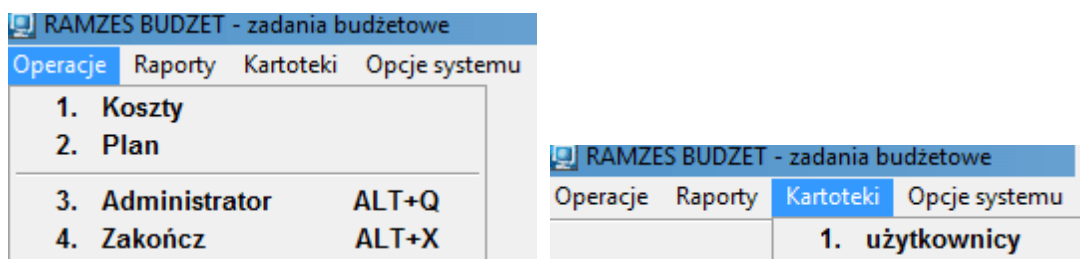 RAMZES BUDZET - zadania budżetowe
Operacje Raporty Kartoteki Opcje systemu
1. Koszty
2. Plan
3. Administrator ALT+Q
4. Zakończ ALT+X
RAMZES BUDZET - zadania budżetowe
Operacje Raporty Kartoteki Opcje systemu
1. użytkownicy